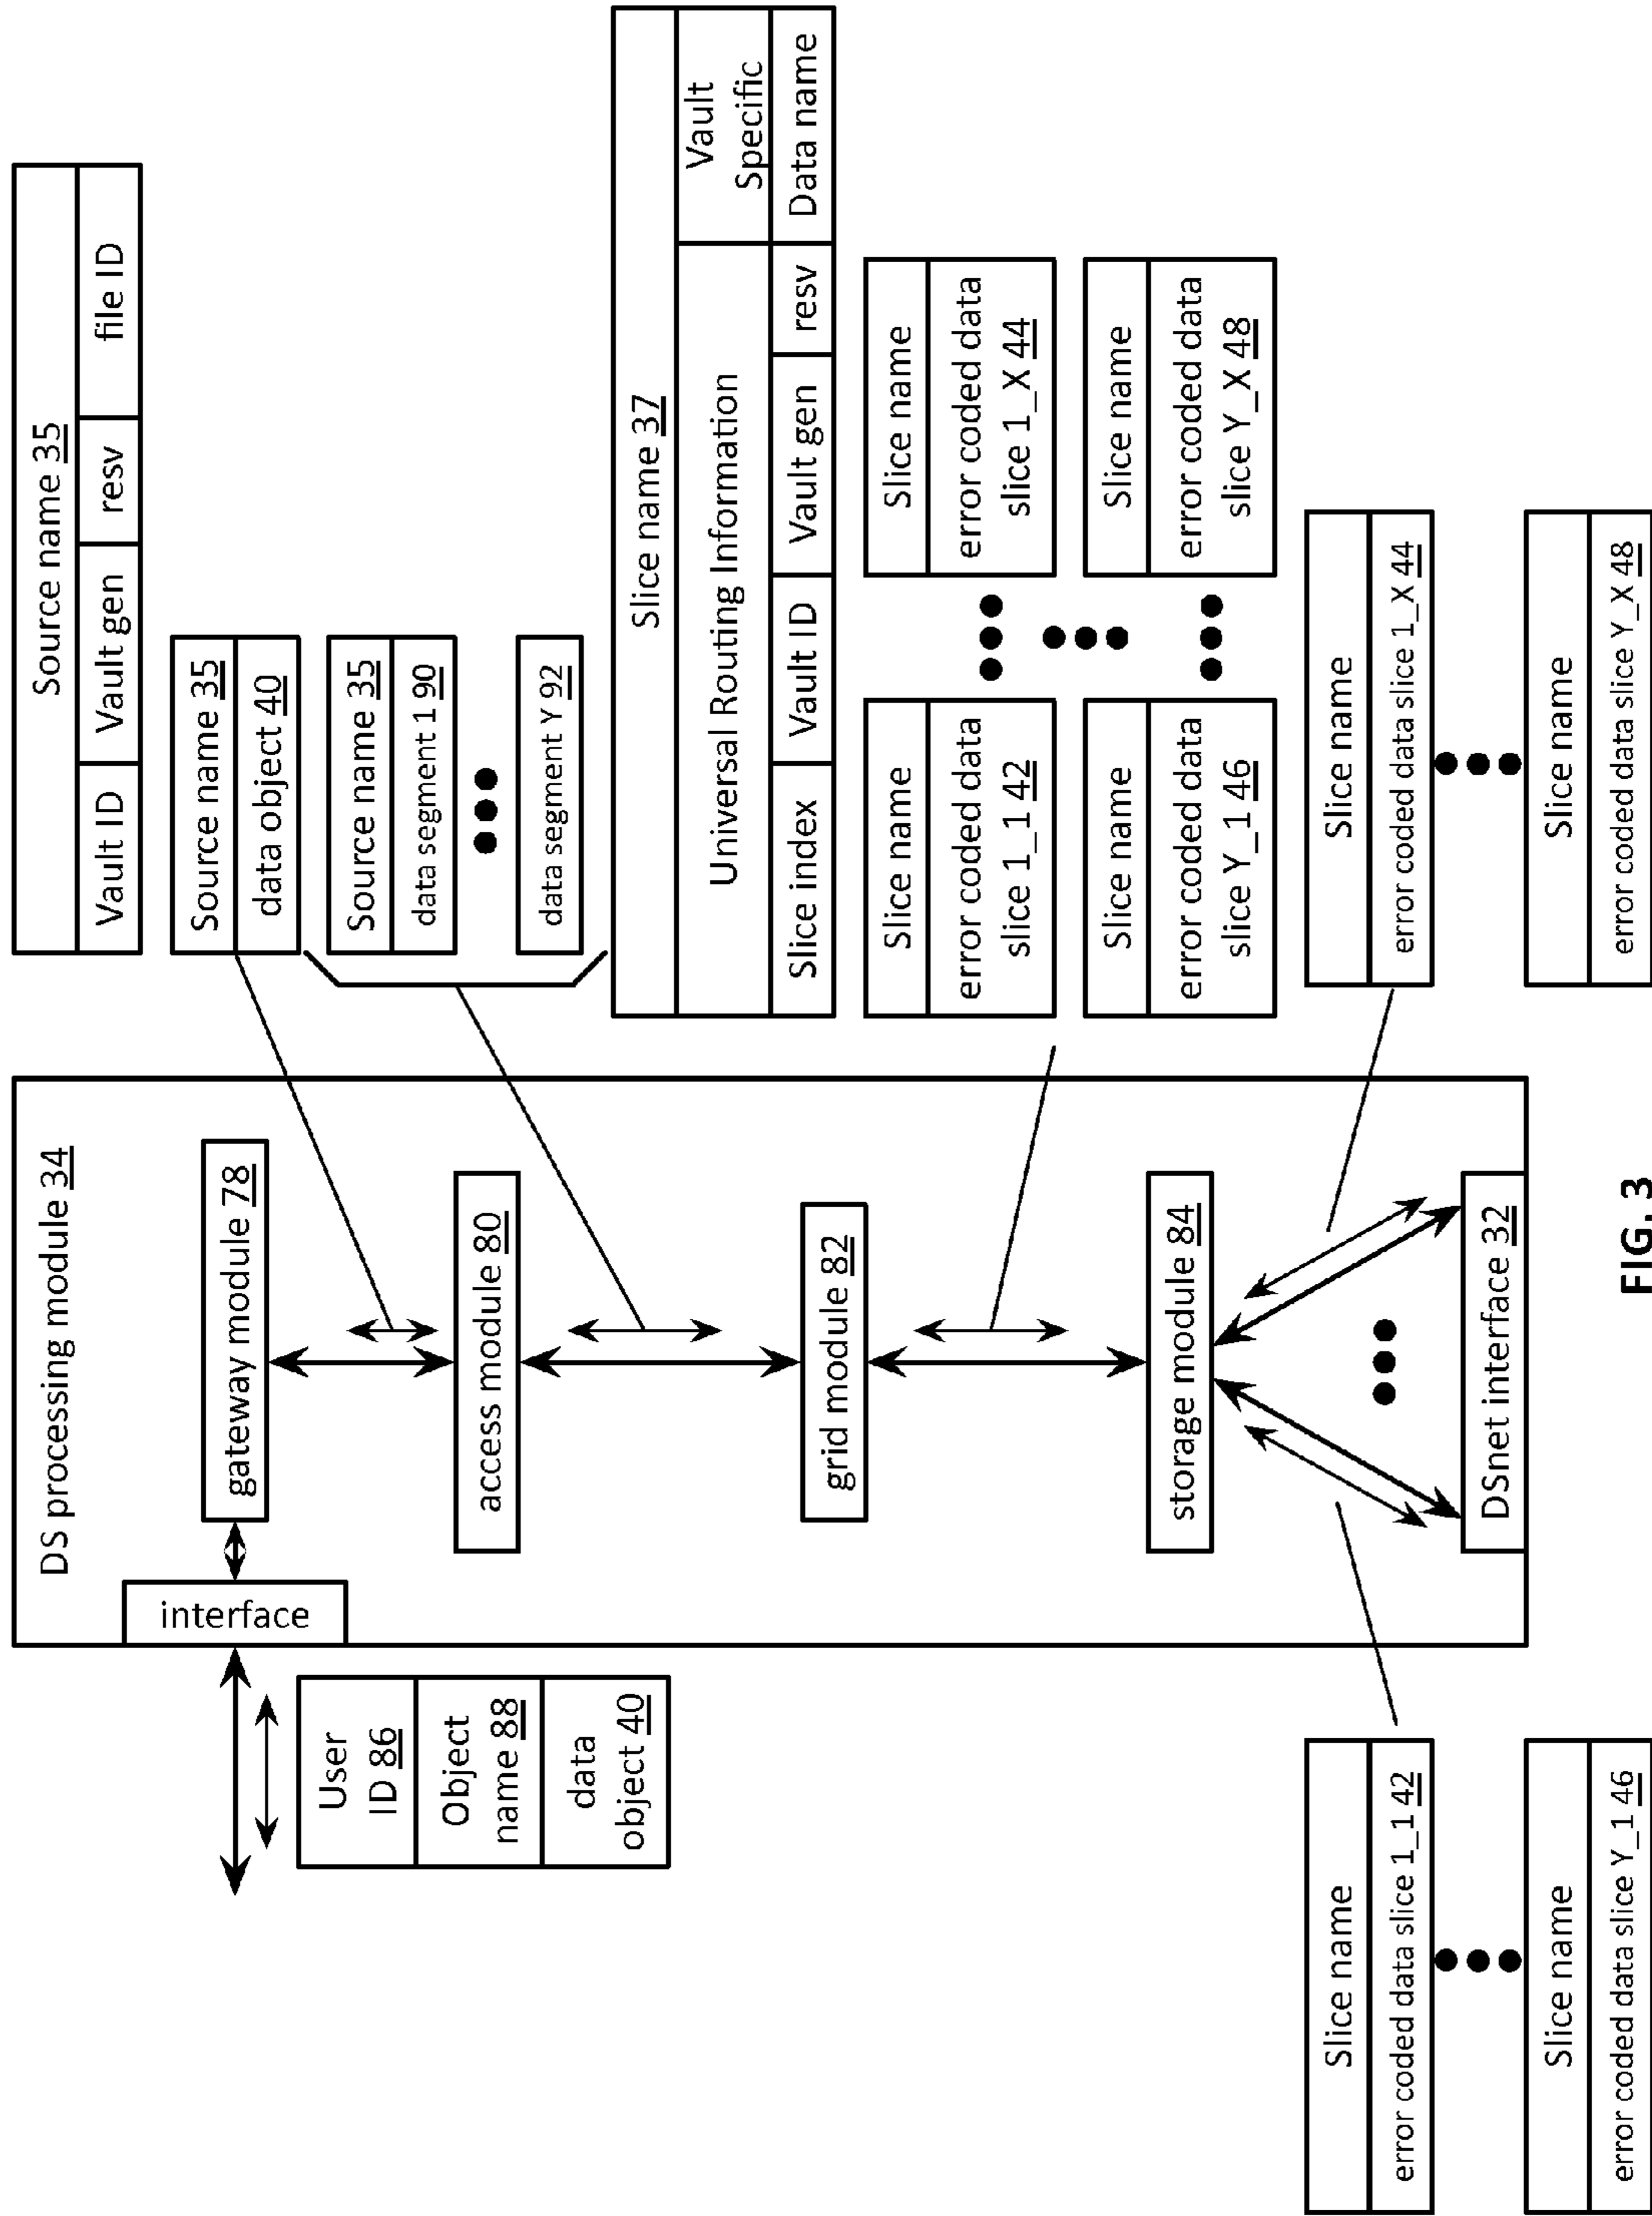 DS processing module 34
interface
gateway module 78
access module 80
grid module 82
storage module 84
DSnet interface 32
User
ID 86
Object
name 88
data
object 40
Source name 35
Vault ID
Vault gen
resv
file ID
Source name 35
data object 40
Source name 35
data segment 1 90
data segment Y 92
Slice name 37
Universal Routing Information
Vault
Specific
Slice index
Vault ID
Vault gen
resv
Data name
Slice name
error coded data
slice 1_1 42
Slice name
error coded data
slice 1_X 44
Slice name
error coded data
slice Y_1 46
Slice name
error coded data
slice Y_X 48
Slice name
error coded data slice 1_1 42
Slice name
error coded data slice Y_1 46
Slice name
error coded data slice 1_X 44
Slice name
error coded data slice Y_X 48
FIG. 3